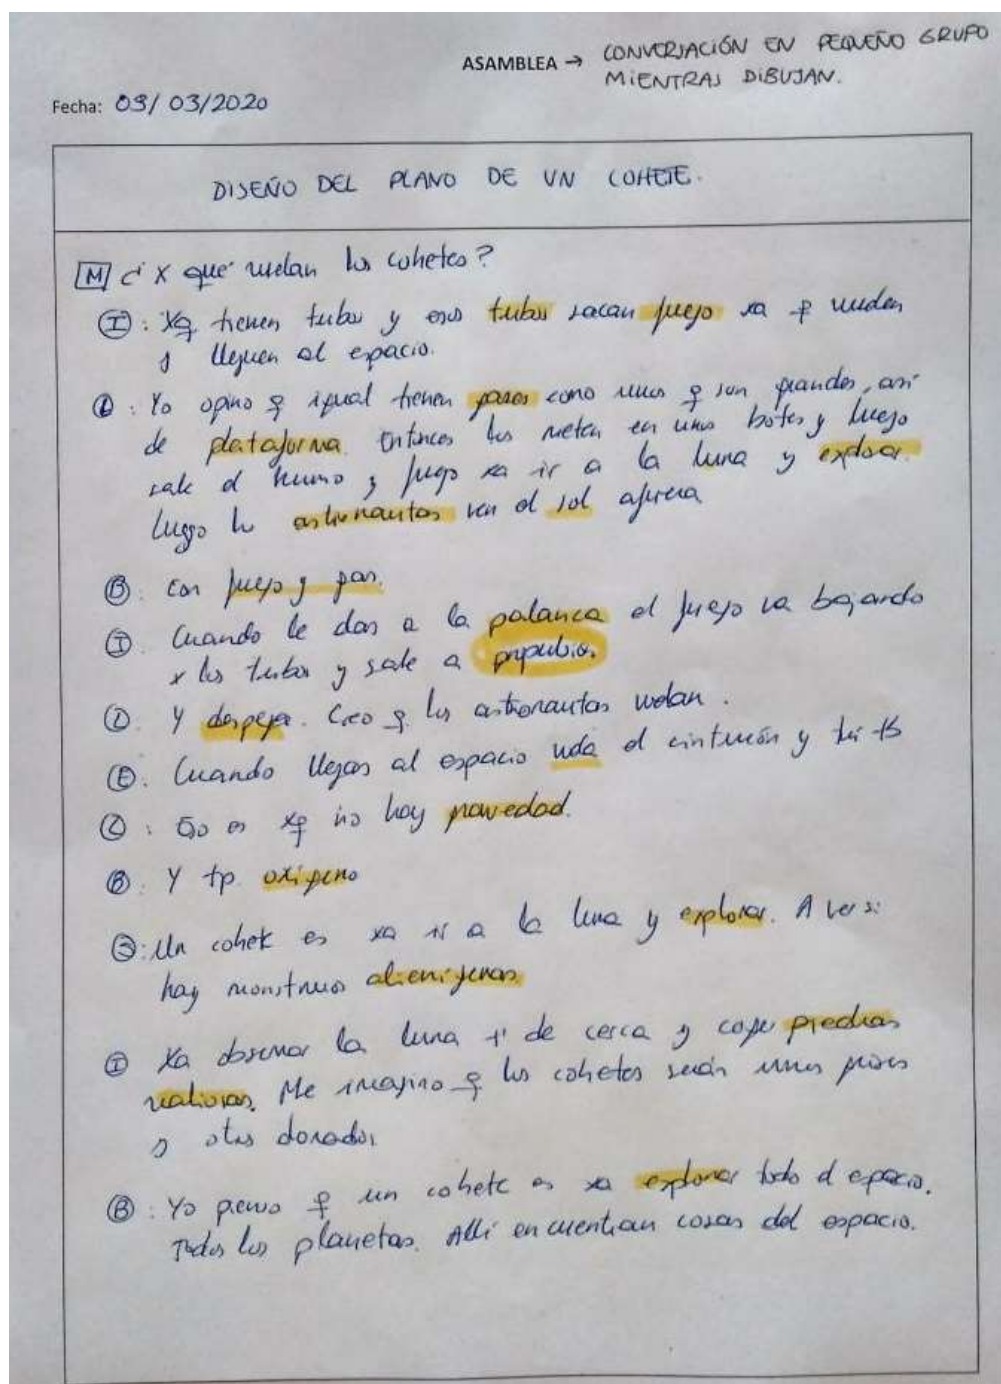 ASAMBLEA → CONVERSACIÓN EN PEQUEÑO GRUPO
MIENTRAS DIBUJAN.
Fecha: 09/03/2020
DISEÑO DEL PLANO DE UN COHETE.
M ¿X qué vuelan los cohetes?
I: Xq tienen tubos y esos tubos sacan fuego xa q vuelen
y lleguen al espacio.
Yo opino q igual tienen gases como unos q son grandes, así
de plataforma. Entonces los meten en unos botes y luego
sale el humo y fuego xa ir a la luna y explorar.
Luego los astronautas ven el sol afuera
B: Con fuego y gas.
I: Cuando le das a la palanca el fuego va bajando
x los tubos y sale a propulsión.
D. Y despega. Creo q los astronautas vuelan.
E. Cuando llegas al espacio vuela el cinturón y tú tb
: Eso es xq no hay gravedad.
B: Y tp. oxígeno
: Un cohete es xa ir a la luna y explorar. A ver si
hay monstruos alienígenas.
I Xa observar la luna + de cerca y coger piedras
valiosas. Me imagino q los cohetes serán unos grises
y otros dorados.
B: Yo pienso q un cohete es xa explorar todo el espacio.
Todos los planetas. Allí encuentran cosas del espacio.